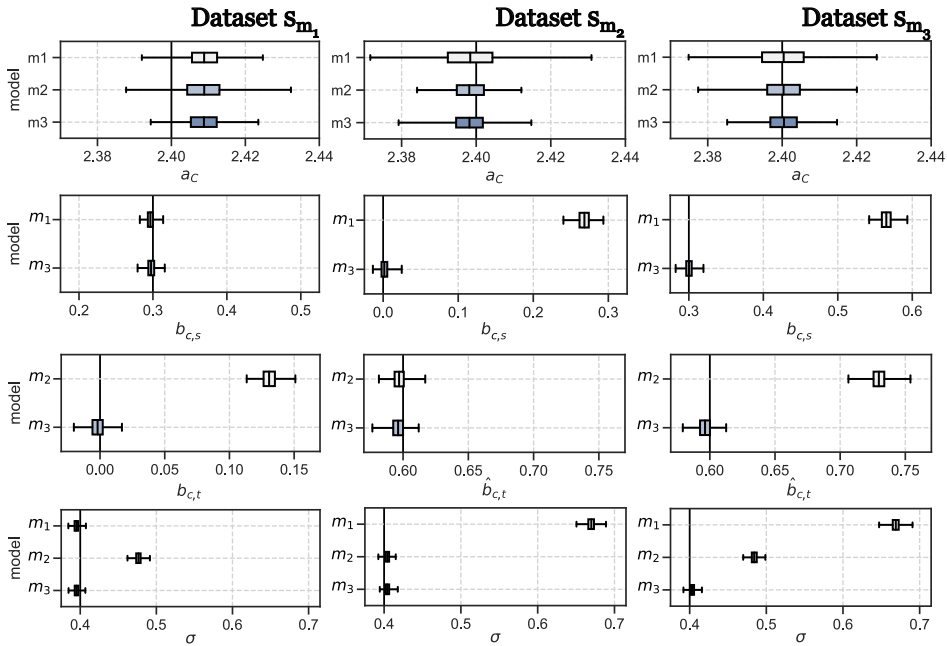 Dataset s_m₁ Dataset s_m₂ Dataset s_m₃
model
m1 m1 m1
m2 m2 m2
m3 m3 m3
2.38 2.40 2.42 2.44 2.38 2.40 2.42 2.44 2.38 2.40 2.42 2.44
a_C a_C a_C
model
m₁ m₁ m₁
m₃ m₃ m₃
0.2 0.3 0.4 0.5 0.0 0.1 0.2 0.3 0.3 0.4 0.5 0.6
b_c,s b_c,s b_c,s
model
m₂ m₂ m₂
m₃ m₃ m₃
0.00 0.05 0.10 0.15 0.60 0.65 0.70 0.75 0.60 0.65 0.70 0.75
b_c,t b̂_c,t b̂_c,t
model
m₁ m₁ m₁
m₂ m₂ m₂
m₃ m₃ m₃
0.4 0.5 0.6 0.7 0.4 0.5 0.6 0.7 0.4 0.5 0.6 0.7
σ σ σ